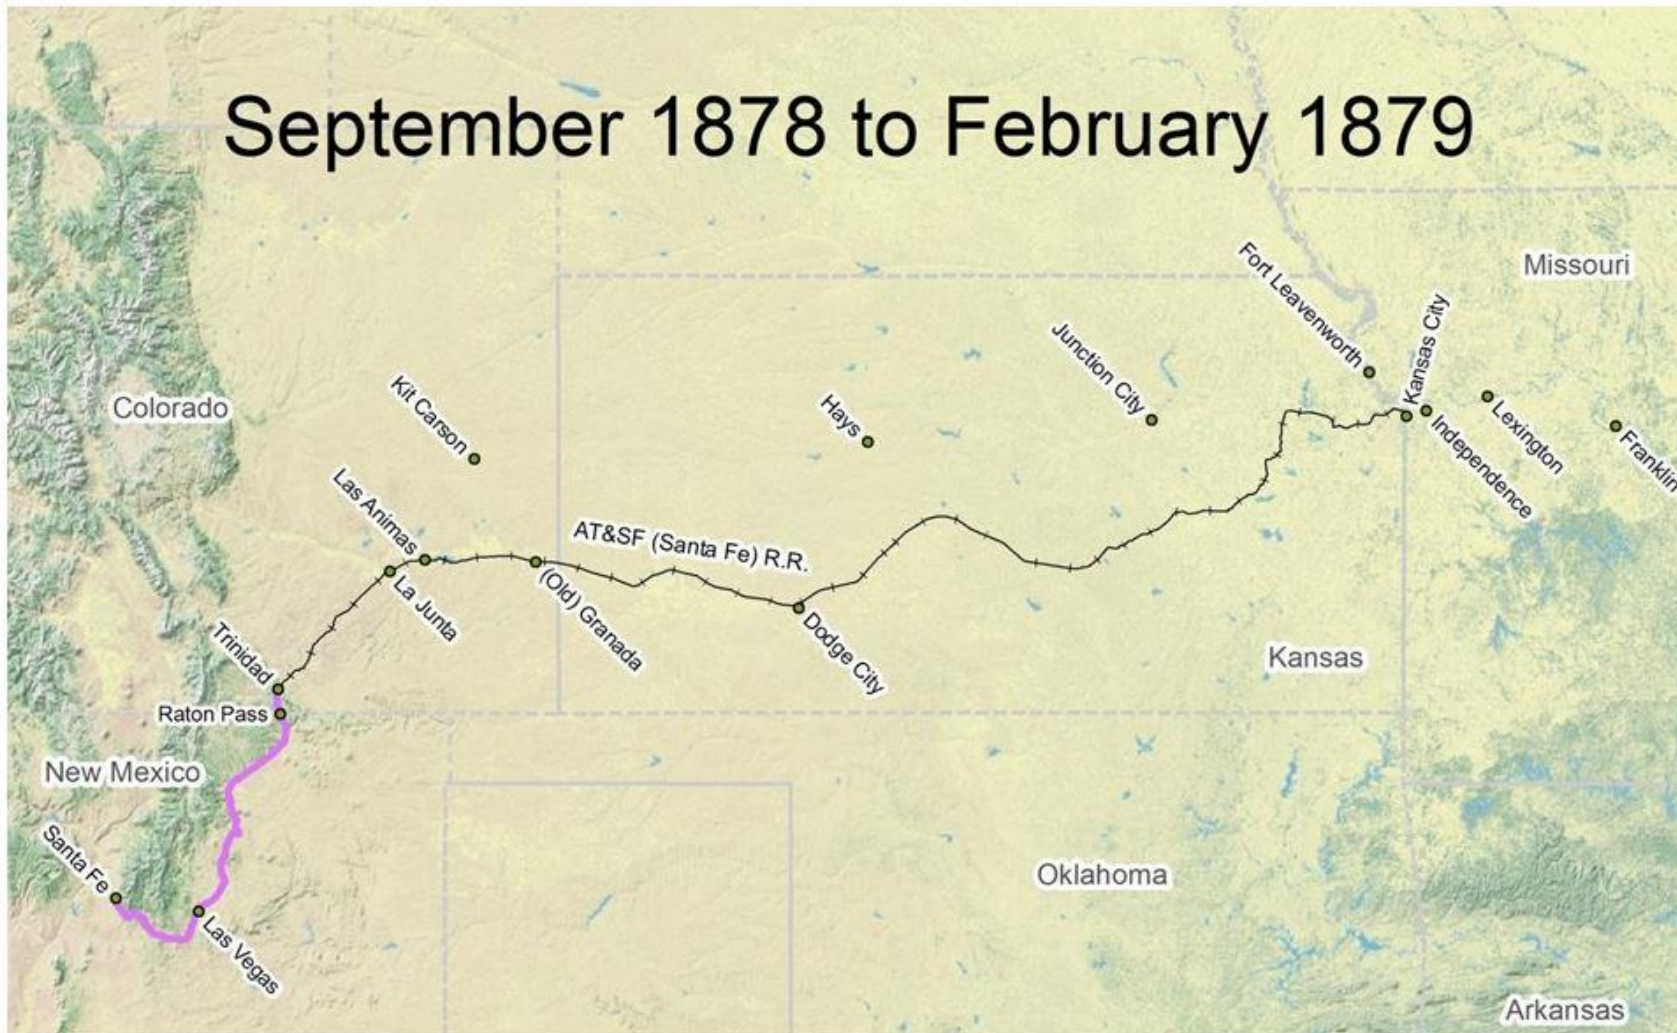 September 1878 to February 1879
Missouri
Fort Leavenworth
Kansas City
Junction City
Colorado
Kit Carson
Hays
Lexington
Independence
Franklin
Las Animas
AT&SF (Santa Fe) R.R.
La Junta
(Old) Granada
Dodge City
Trinidad
Kansas
Raton Pass
New Mexico
Santa Fe
Las Vegas
Oklahoma
Arkansas